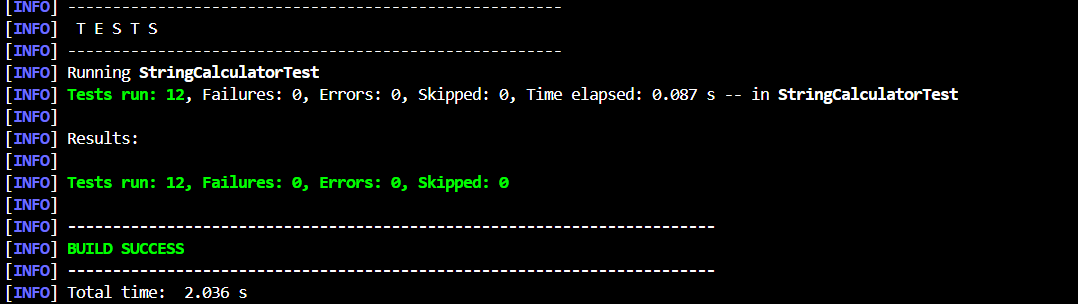 [INFO] -------------------------------------------------------
[INFO]  T E S T S
[INFO] -------------------------------------------------------
[INFO] Running StringCalculatorTest
[INFO] Tests run: 12, Failures: 0, Errors: 0, Skipped: 0, Time elapsed: 0.087 s -- in StringCalculatorTest
[INFO]
[INFO] Results:
[INFO]
[INFO] Tests run: 12, Failures: 0, Errors: 0, Skipped: 0
[INFO]
[INFO] ------------------------------------------------------------------------
[INFO] BUILD SUCCESS
[INFO] ------------------------------------------------------------------------
[INFO] Total time:  2.036 s